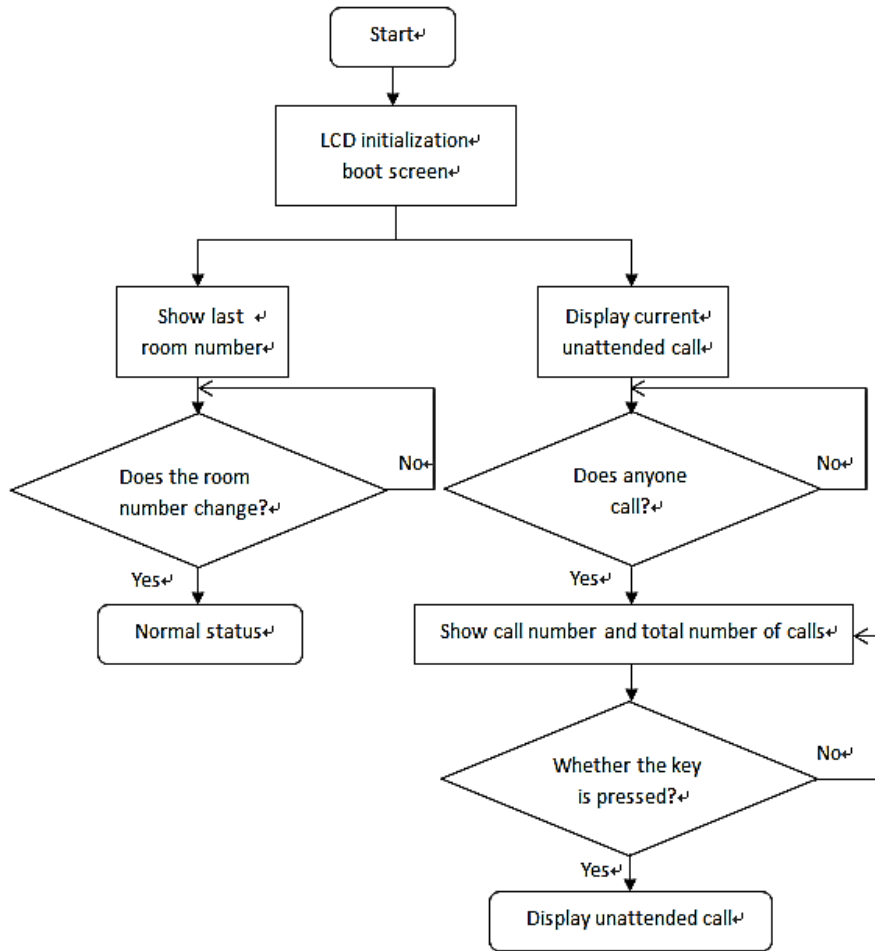 Start↵
LCD initialization↵
boot screen↵
Show last ↵
room number↵
Display current
unattended call↵
Does the room
number change?↵
No↵
Does anyone
call?↵
No↵
Yes↵
Yes↵
Normal status↵
Show call number and total number of calls↵
Whether the key
is pressed?↵
No↵
Yes↵
Display unattended call↵